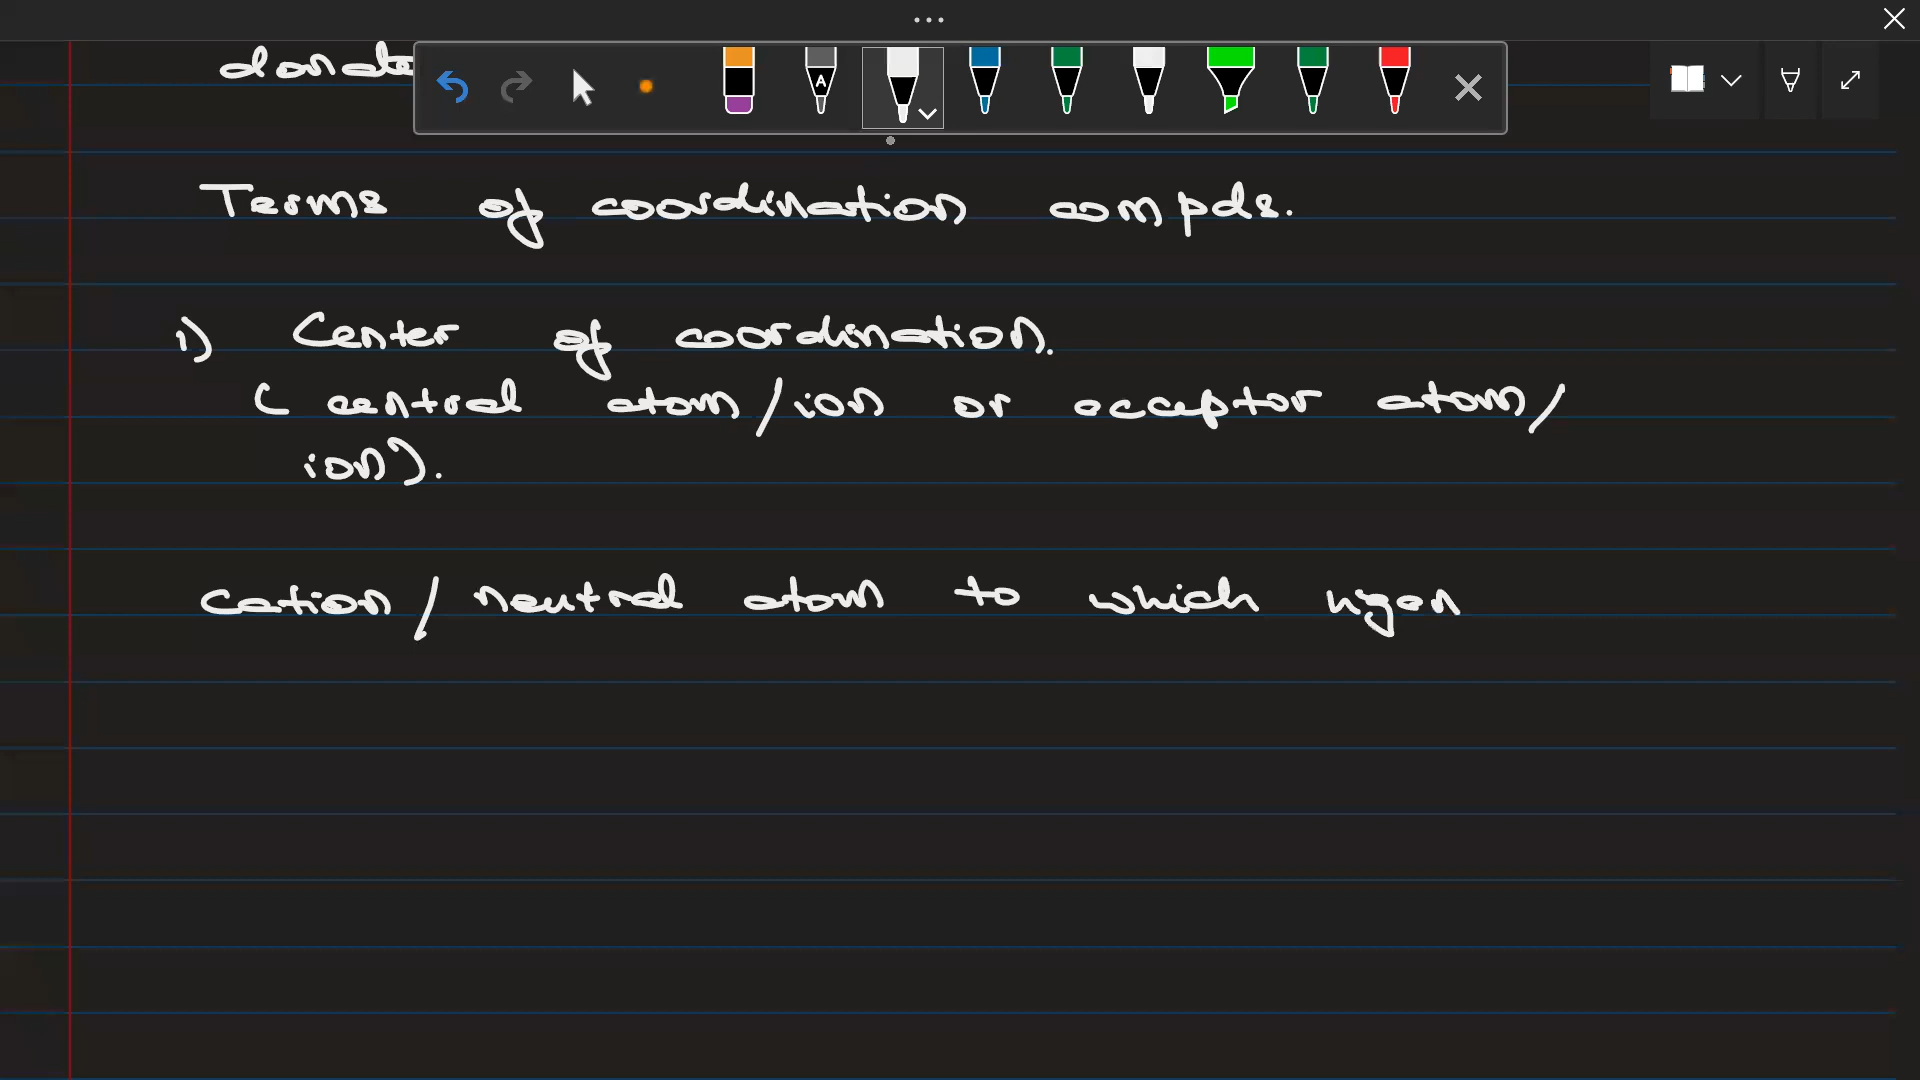 Terms of coordination compds.
1) Center of coordination.
( central atom/ion or acceptor atom/
ion).
cation/neutral atom to which